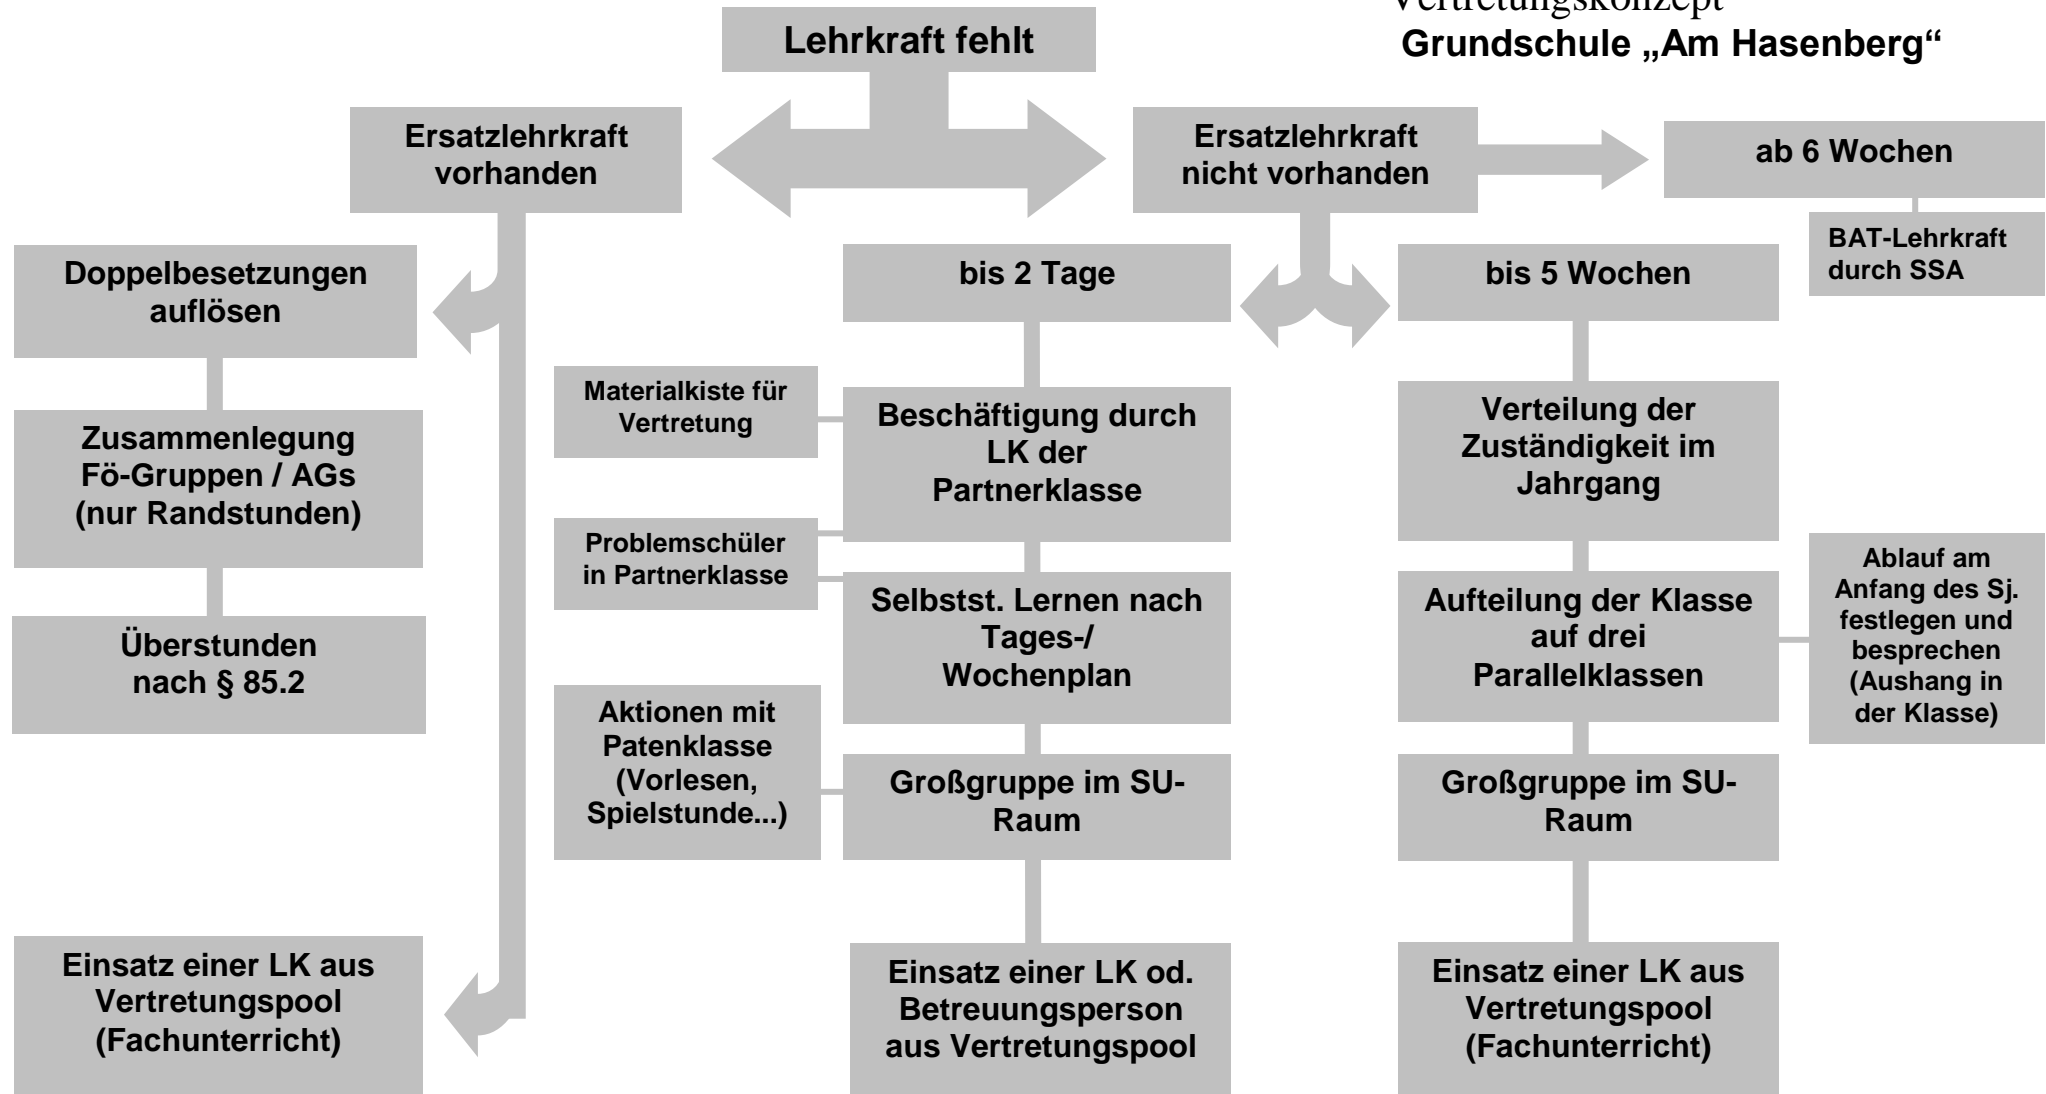 Vertretungskonzept
Grundschule „Am Hasenberg“
Lehrkraft fehlt
Ersatzlehrkraft
vorhanden
Ersatzlehrkraft
nicht vorhanden
ab 6 Wochen
BAT-Lehrkraft
durch SSA
Doppelbesetzungen
auflösen
Zusammenlegung
Fö-Gruppen / AGs
(nur Randstunden)
Überstunden
nach § 85.2
Einsatz einer LK aus
Vertretungspool
(Fachunterricht)
bis 2 Tage
Materialkiste für
Vertretung
Beschäftigung durch
LK der
Partnerklasse
Problemschüler
in Partnerklasse
Selbstst. Lernen nach
Tages-/
Wochenplan
Aktionen mit
Patenklasse
(Vorlesen,
Spielstunde...)
Großgruppe im SU-
Raum
Einsatz einer LK od.
Betreuungsperson
aus Vertretungspool
bis 5 Wochen
Verteilung der
Zuständigkeit im
Jahrgang
Aufteilung der Klasse
auf drei
Parallelklassen
Ablauf am
Anfang des Sj.
festlegen und
besprechen
(Aushang in
der Klasse)
Großgruppe im SU-
Raum
Einsatz einer LK aus
Vertretungspool
(Fachunterricht)